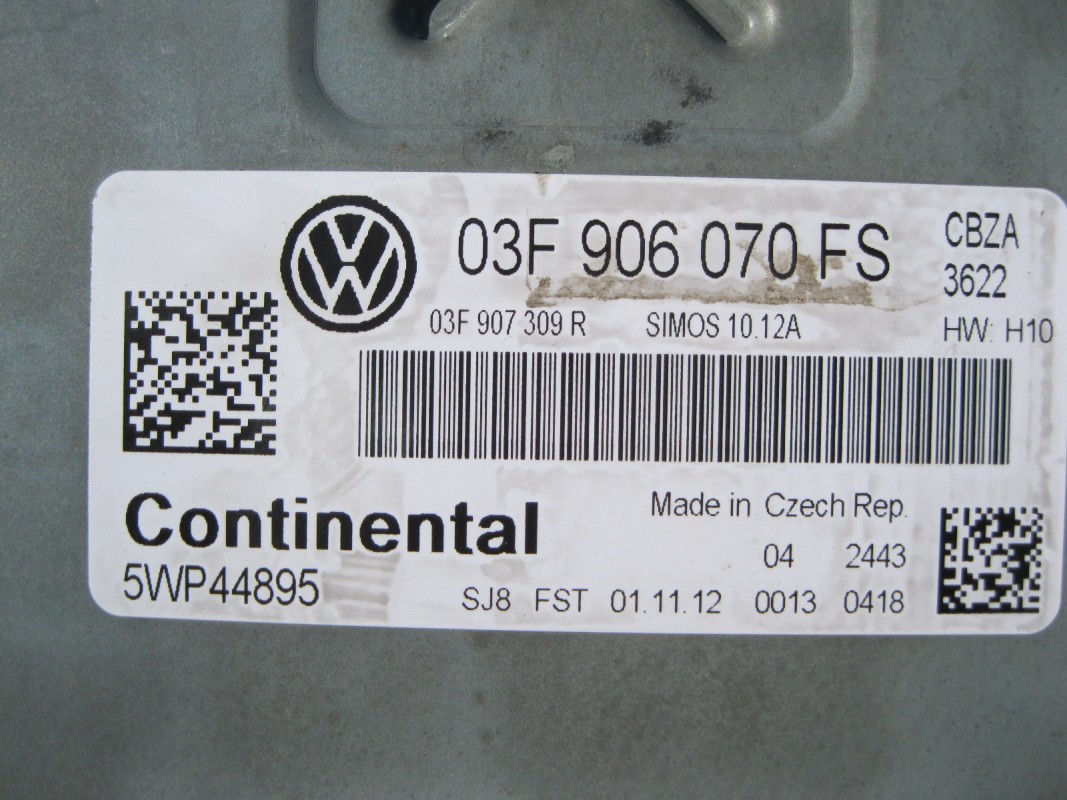 03F 906 070 FS
CBZA
3622
03F 907 309 R SIMOS 10.12A HW: H10
Continental
Made in Czech Rep.
04 2443
5WP44895
SJ8 FST 01.11.12 0013 0418